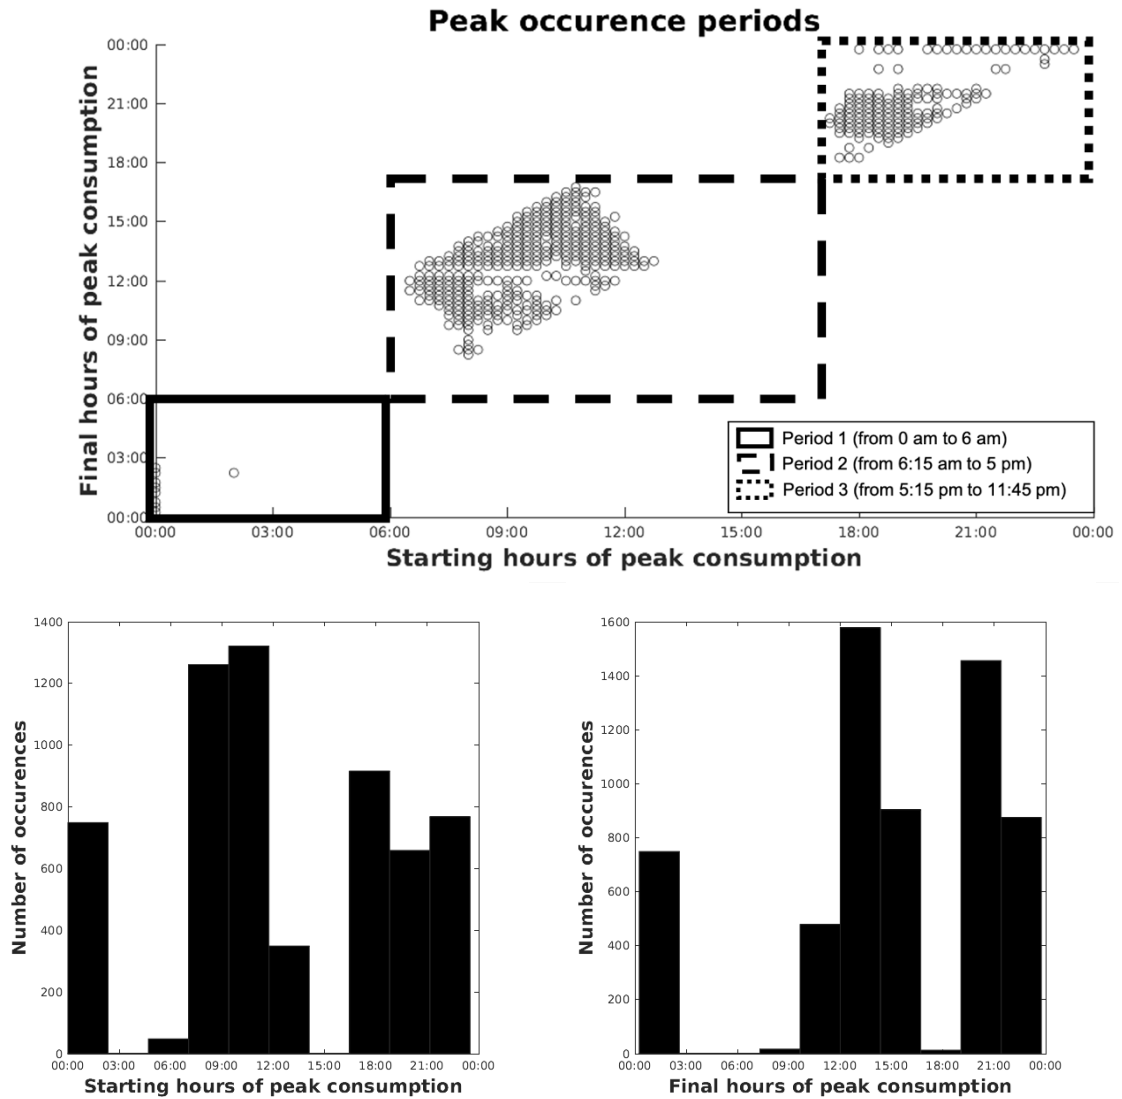 Peak occurence periods
Final hours of peak consumption
00:00
21:00
18:00
15:00
12:00
09:00
06:00
03:00
00:00
Period 1 (from 0 am to 6 am)
Period 2 (from 6:15 am to 5 pm)
Period 3 (from 5:15 pm to 11:45 pm)
00:00 03:00 06:00 09:00 12:00 15:00 18:00 21:00 00:00
Starting hours of peak consumption
Number of occurences
1400
1200
1000
800
600
400
200
0
00:00 03:00 06:00 09:00 12:00 15:00 18:00 21:00 00:00
Starting hours of peak consumption
Number of occurences
1600
1400
1200
1000
800
600
400
200
0
00:00 03:00 06:00 09:00 12:00 15:00 18:00 21:00 00:00
Final hours of peak consumption